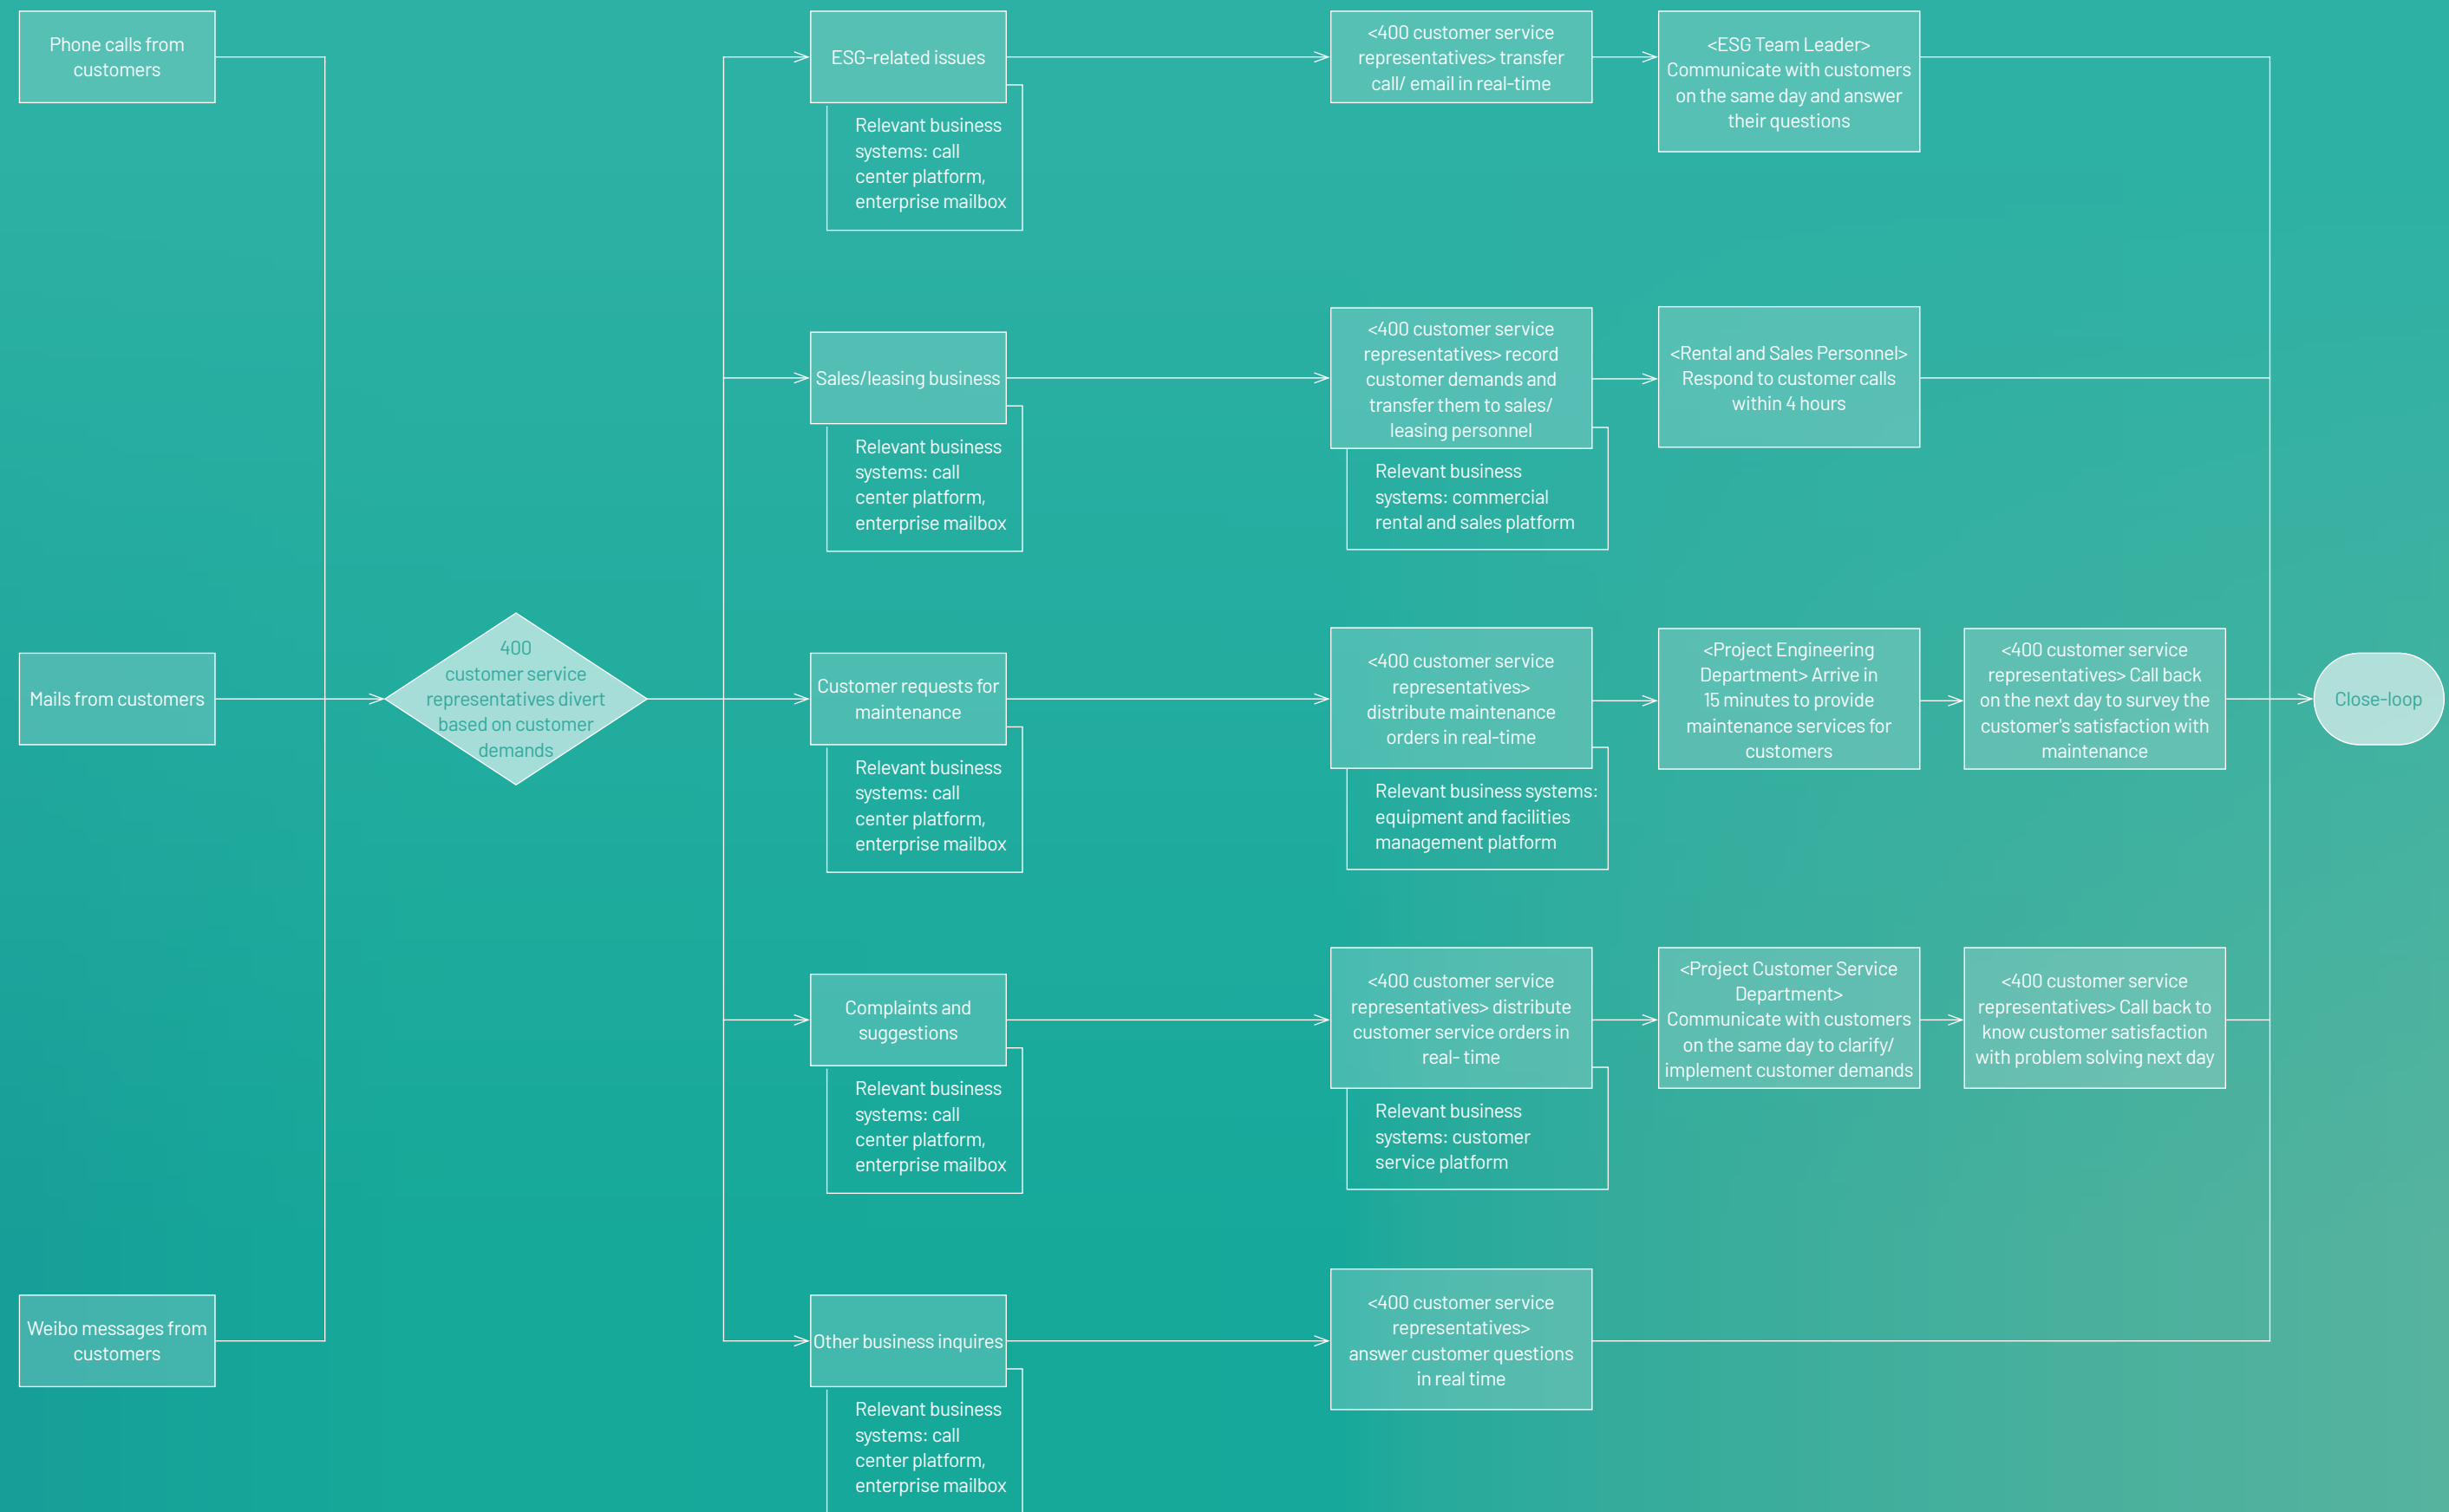 Phone calls from
customers
Mails from customers
Weibo messages from
customers
400
customer service
representatives divert
based on customer
demands
ESG-related issues
Relevant business
systems: call
center platform,
enterprise mailbox
<400 customer service
representatives> transfer
call/ email in real-time
<ESG Team Leader>
Communicate with customers
on the same day and answer
their questions
Sales/leasing business
Relevant business
systems: call
center platform,
enterprise mailbox
<400 customer service
representatives> record
customer demands and
transfer them to sales/
leasing personnel
Relevant business
systems: commercial
rental and sales platform
<Rental and Sales Personnel>
Respond to customer calls
within 4 hours
Customer requests for
maintenance
Relevant business
systems: call
center platform,
enterprise mailbox
<400 customer service
representatives>
distribute maintenance
orders in real-time
Relevant business systems:
equipment and facilities
management platform
<Project Engineering
Department> Arrive in
15 minutes to provide
maintenance services for
customers
<400 customer service
representatives> Call back
on the next day to survey the
customer's satisfaction with
maintenance
Complaints and
suggestions
Relevant business
systems: call
center platform,
enterprise mailbox
<400 customer service
representatives> distribute
customer service orders in
real- time
Relevant business
systems: customer
service platform
<Project Customer Service
Department>
Communicate with customers
on the same day to clarify/
implement customer demands
<400 customer service
representatives> Call back to
know customer satisfaction
with problem solving next day
Other business inquires
Relevant business
systems: call
center platform,
enterprise mailbox
<400 customer service
representatives>
answer customer questions
in real time
Close-loop